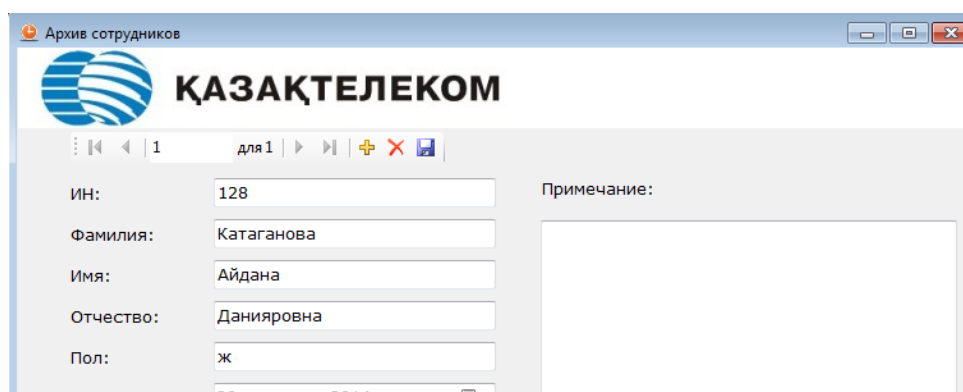 Архив сотрудников
ҚАЗАҚТЕЛЕКОМ
1 для 1
ИН: 128
Примечание:
Фамилия: Катаганова
Имя: Айдана
Отчество: Данияровна
Пол: ж